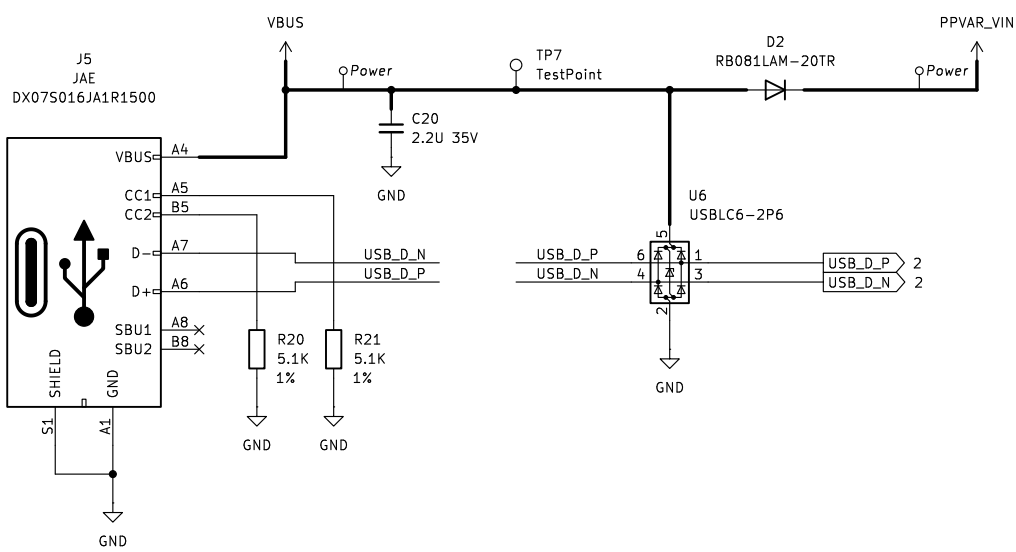 VBUS
PPVAR_VIN
J5
JAE
DX07S016JA1R1500
Power
TP7
TestPoint
D2
RB081LAM-20TR
Power
C20
2.2U 35V
GND
VBUS A4
CC1 A5
CC2 B5
D- A7
D+ A6
SBU1 A8
SBU2 B8
SHIELD
GND
S1
A1
GND
USB_D_N
USB_D_P
USB_D_P
USB_D_N
U6
USBLC6-2P6
5
6
1
4
3
2
USB_D_P 2
USB_D_N 2
GND
R20
5.1K
1%
GND
R21
5.1K
1%
GND